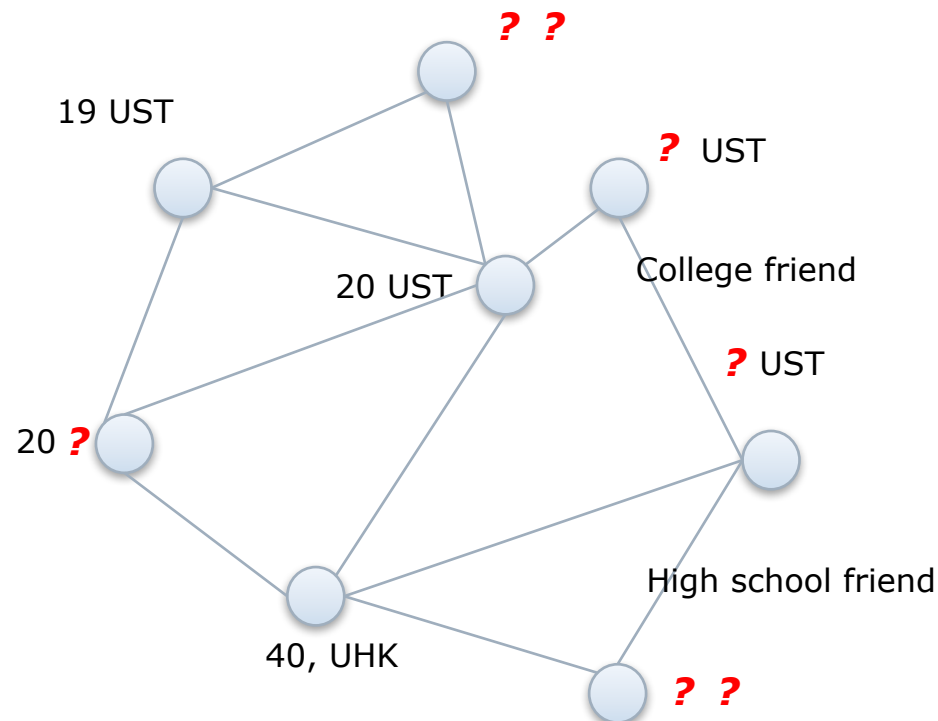 ? ?
19 UST
? UST
College friend
20 UST
? UST
20 ?
High school friend
40, UHK
? ?